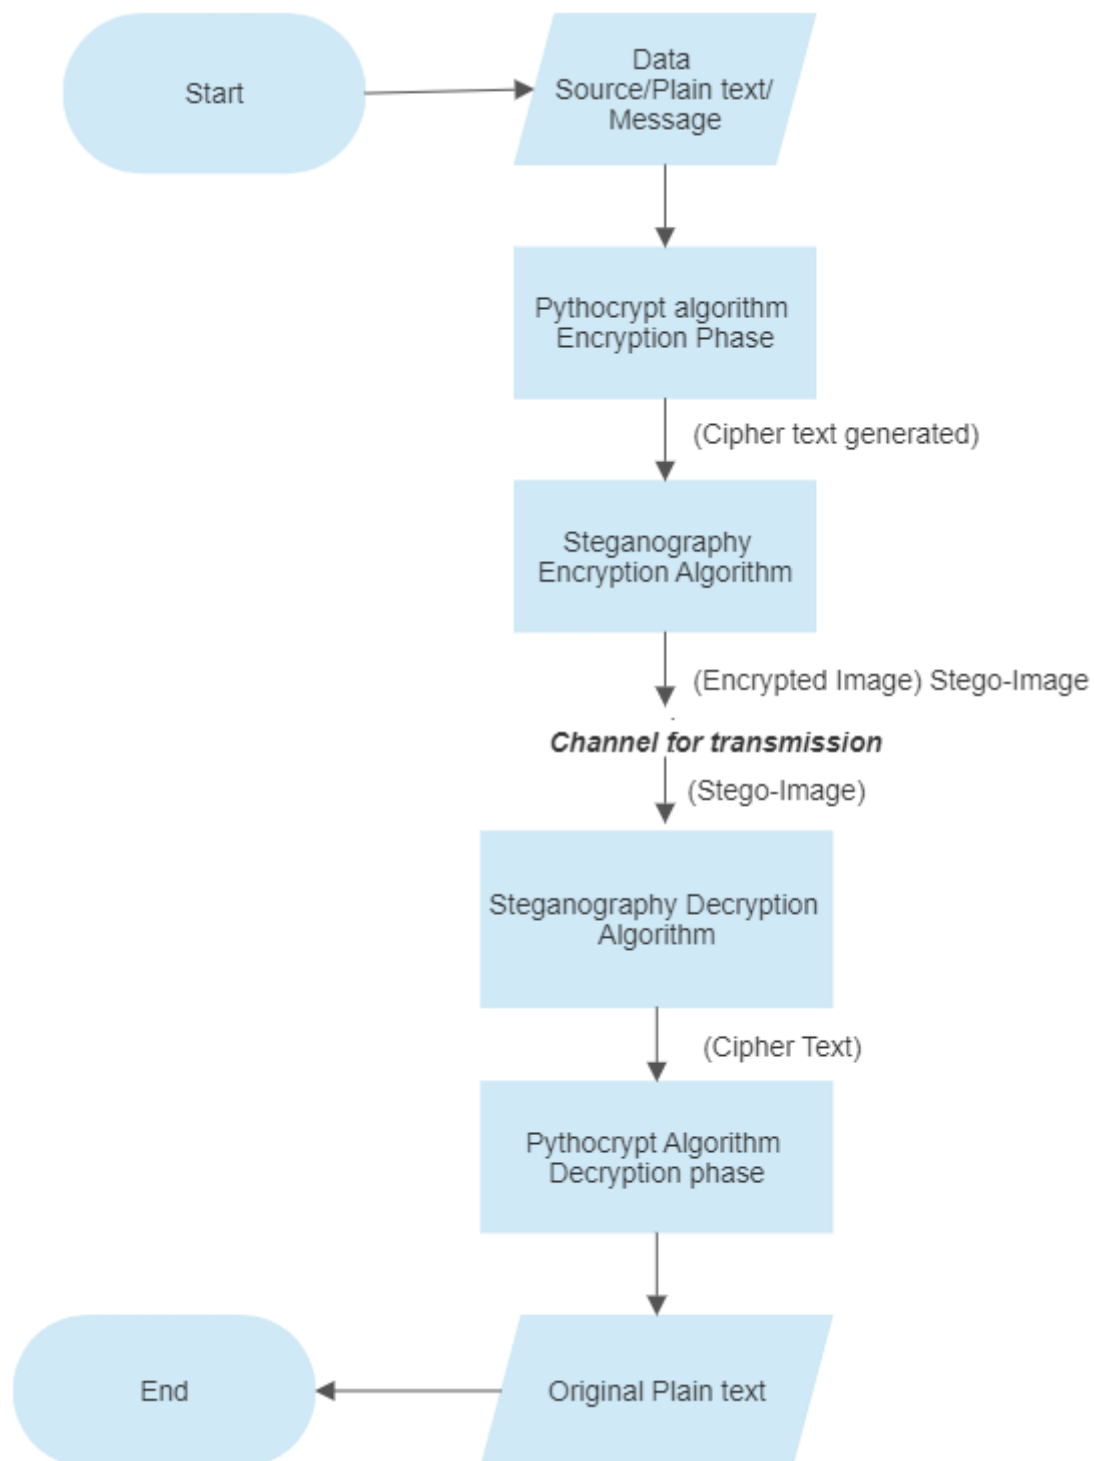 Start
Data
Source/Plain text/
Message
Pythocrypt algorithm
Encryption Phase
(Cipher text generated)
Steganography
Encryption Algorithm
(Encrypted Image) Stego-Image
Channel for transmission
(Stego-Image)
Steganography Decryption
Algorithm
(Cipher Text)
Pythocrypt Algorithm
Decryption phase
Original Plain text
End